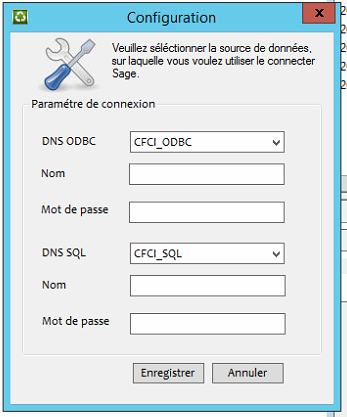 Configuration
x
Veuillez séléctionner la source de données,
sur laquelle vous voulez utiliser le connecter
Sage.
Paramétre de connexion
DNS ODBC CFCI_ODBC
Nom
Mot de passe
DNS SQL CFCI_SQL
Nom
Mot de passe
Enregistrer Annuler